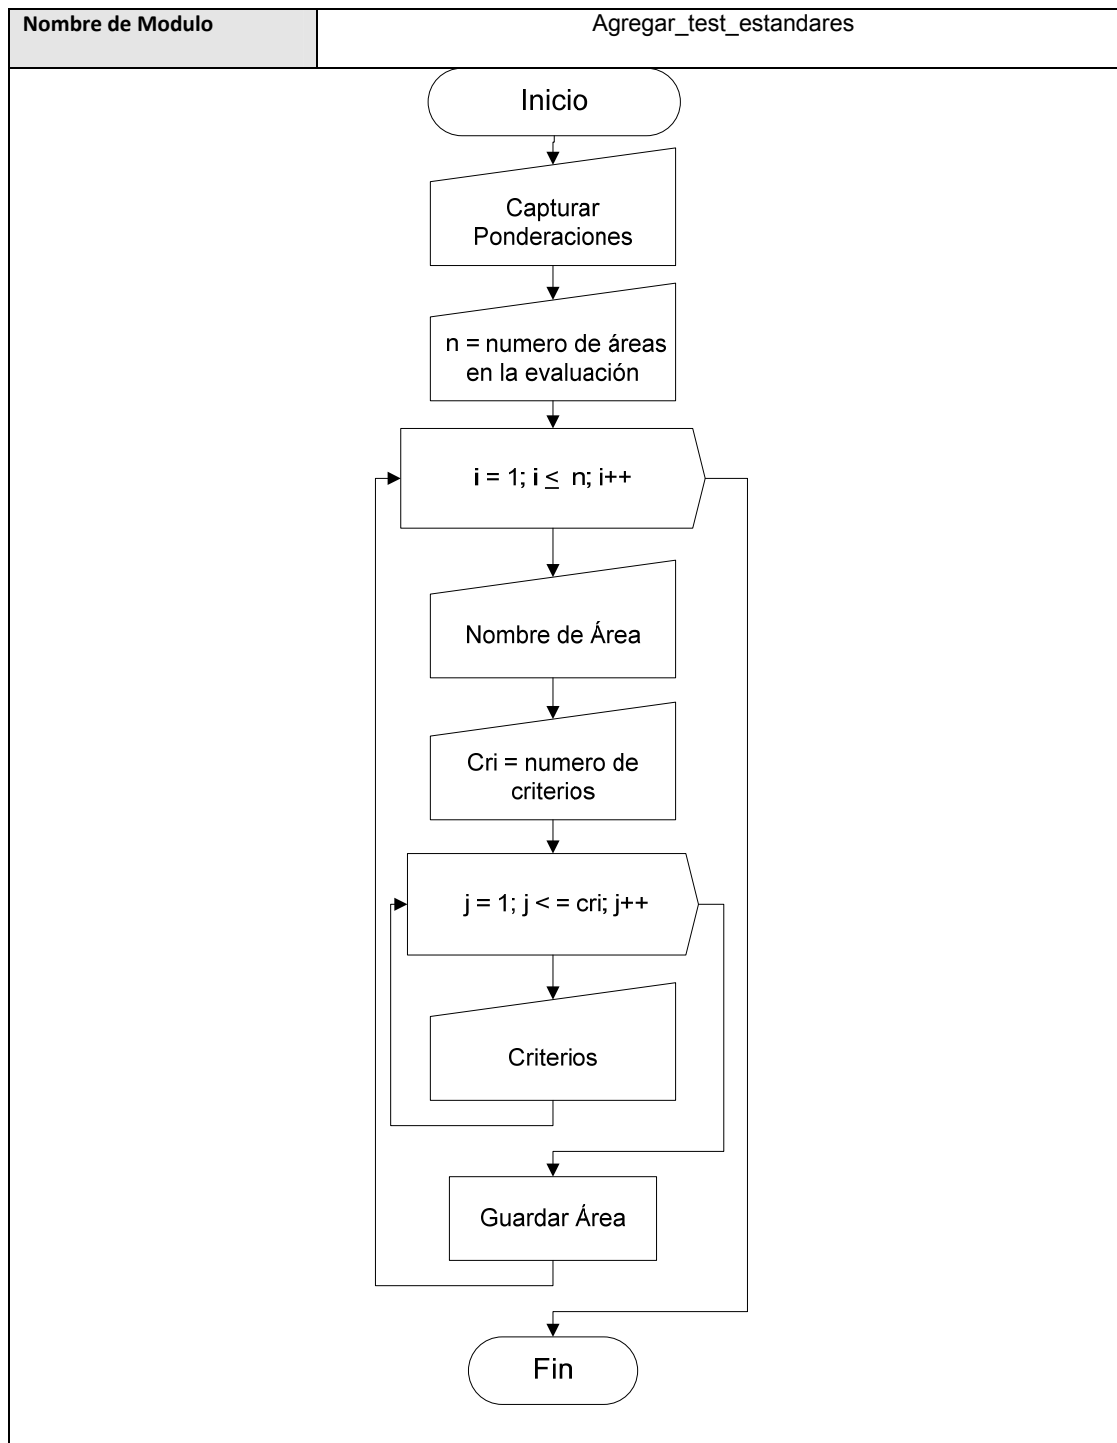 Nombre de Modulo
Agregar_test_estandares
Inicio
Capturar
Ponderaciones
n = numero de áreas
en la evaluación
i = 1; i ≤ n; i++
Nombre de Área
Cri = numero de
criterios
j = 1; j < = cri; j++
Criterios
Guardar Área
Fin